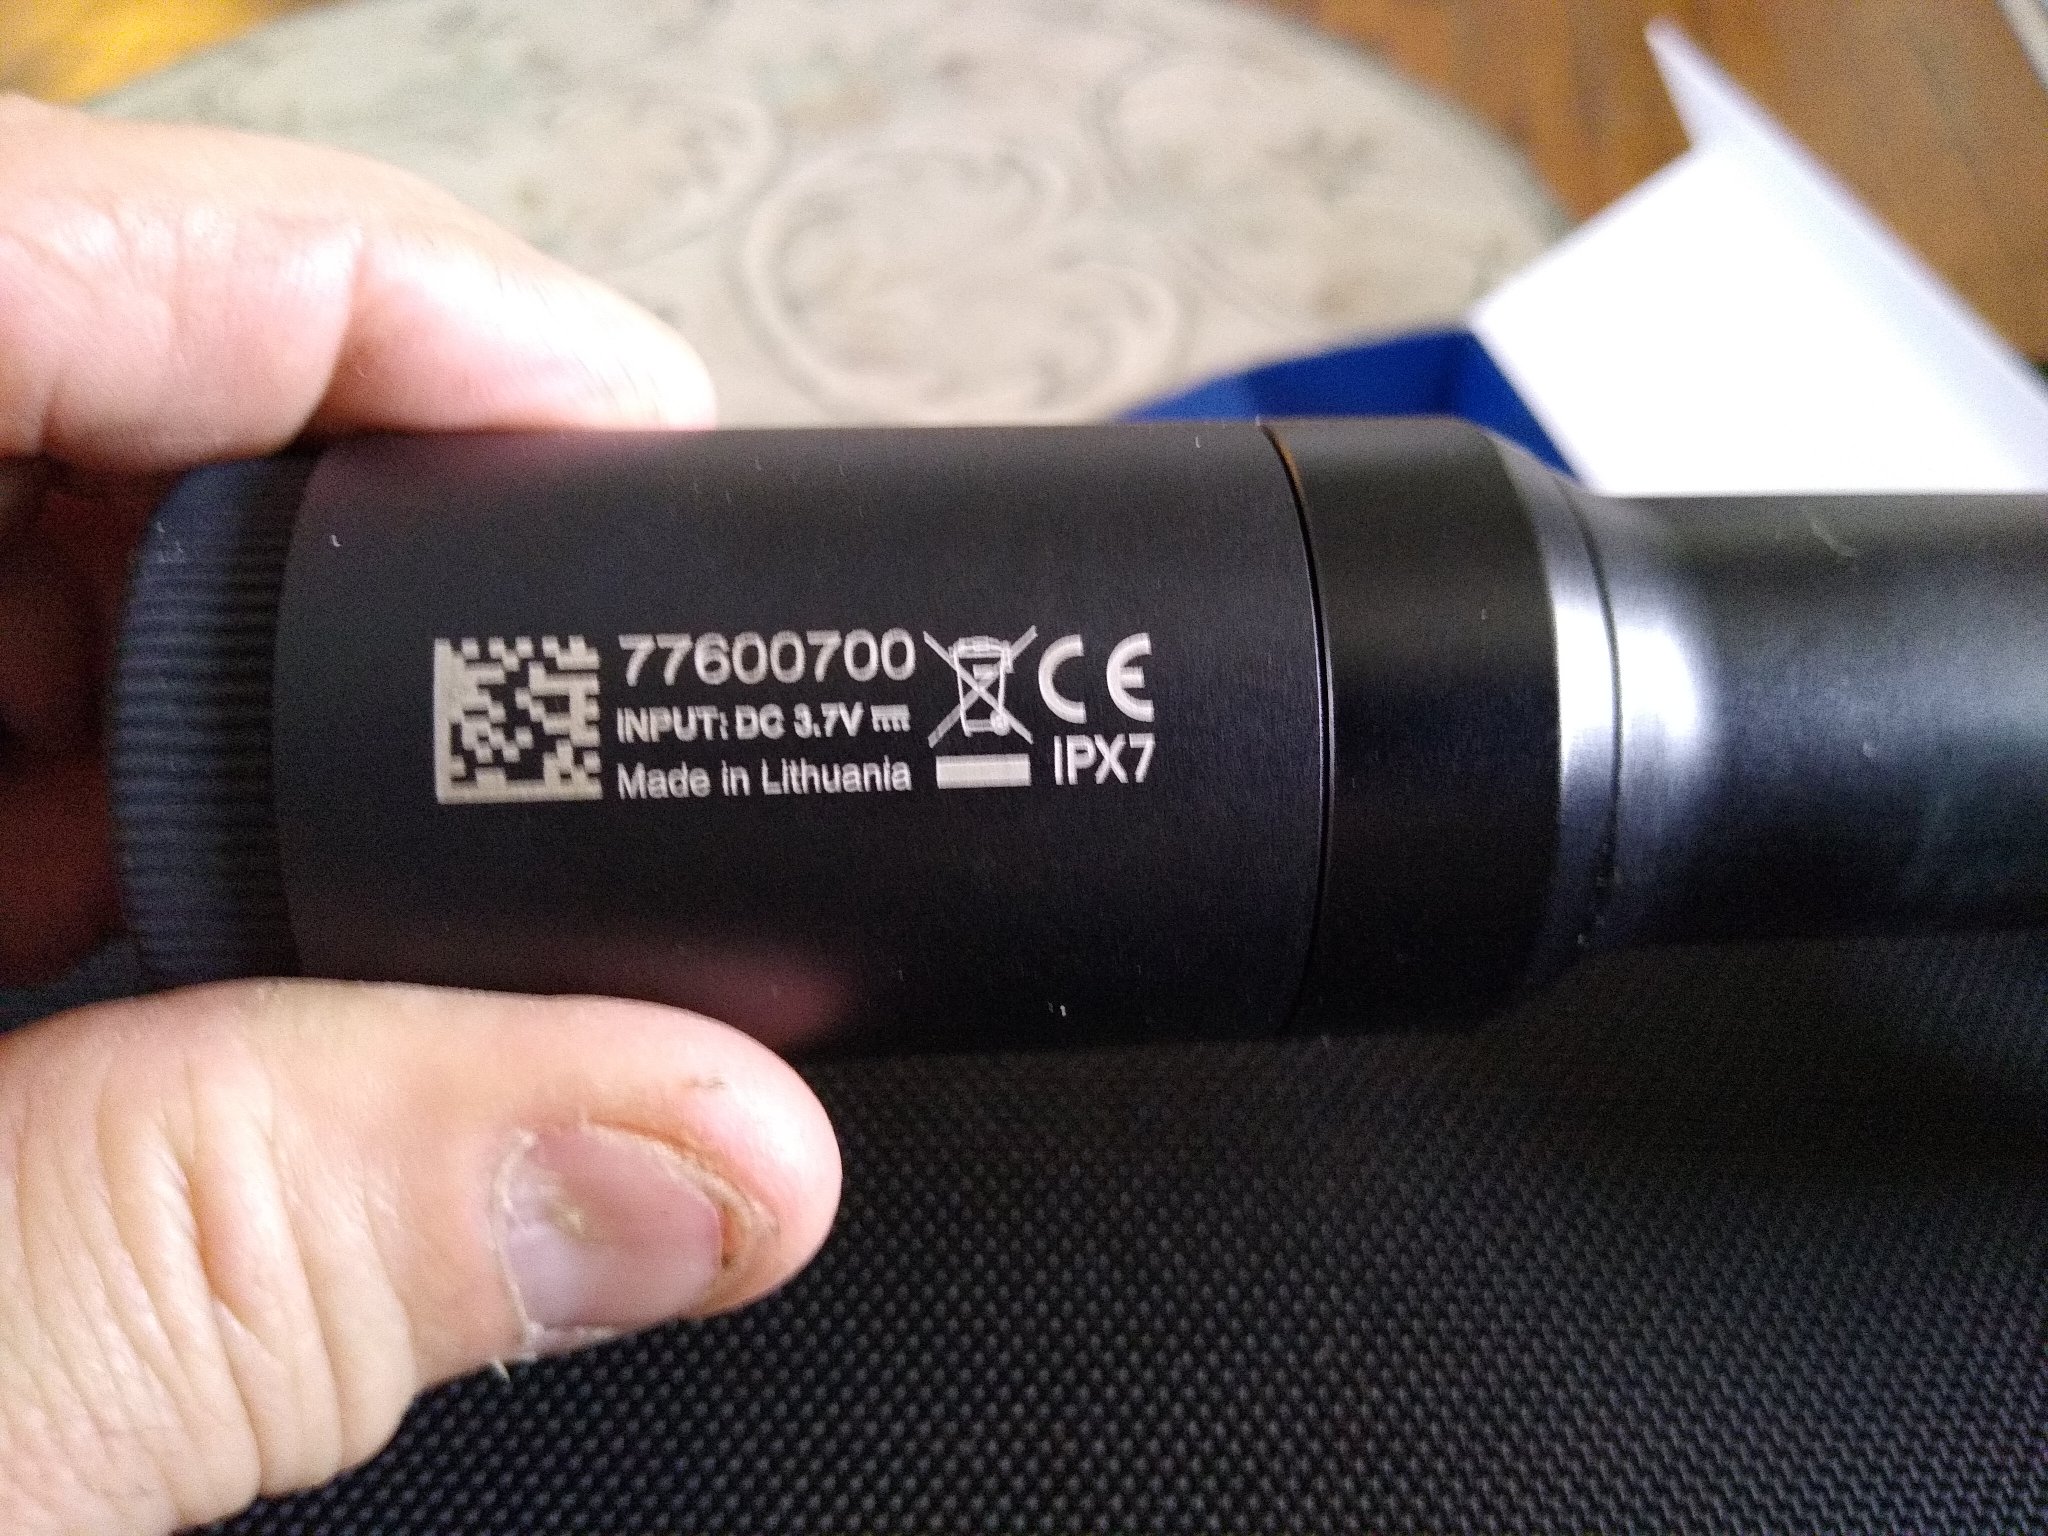 77600700
INPUT: DC 3.7V
Made in Lithuania
CE
IPX7